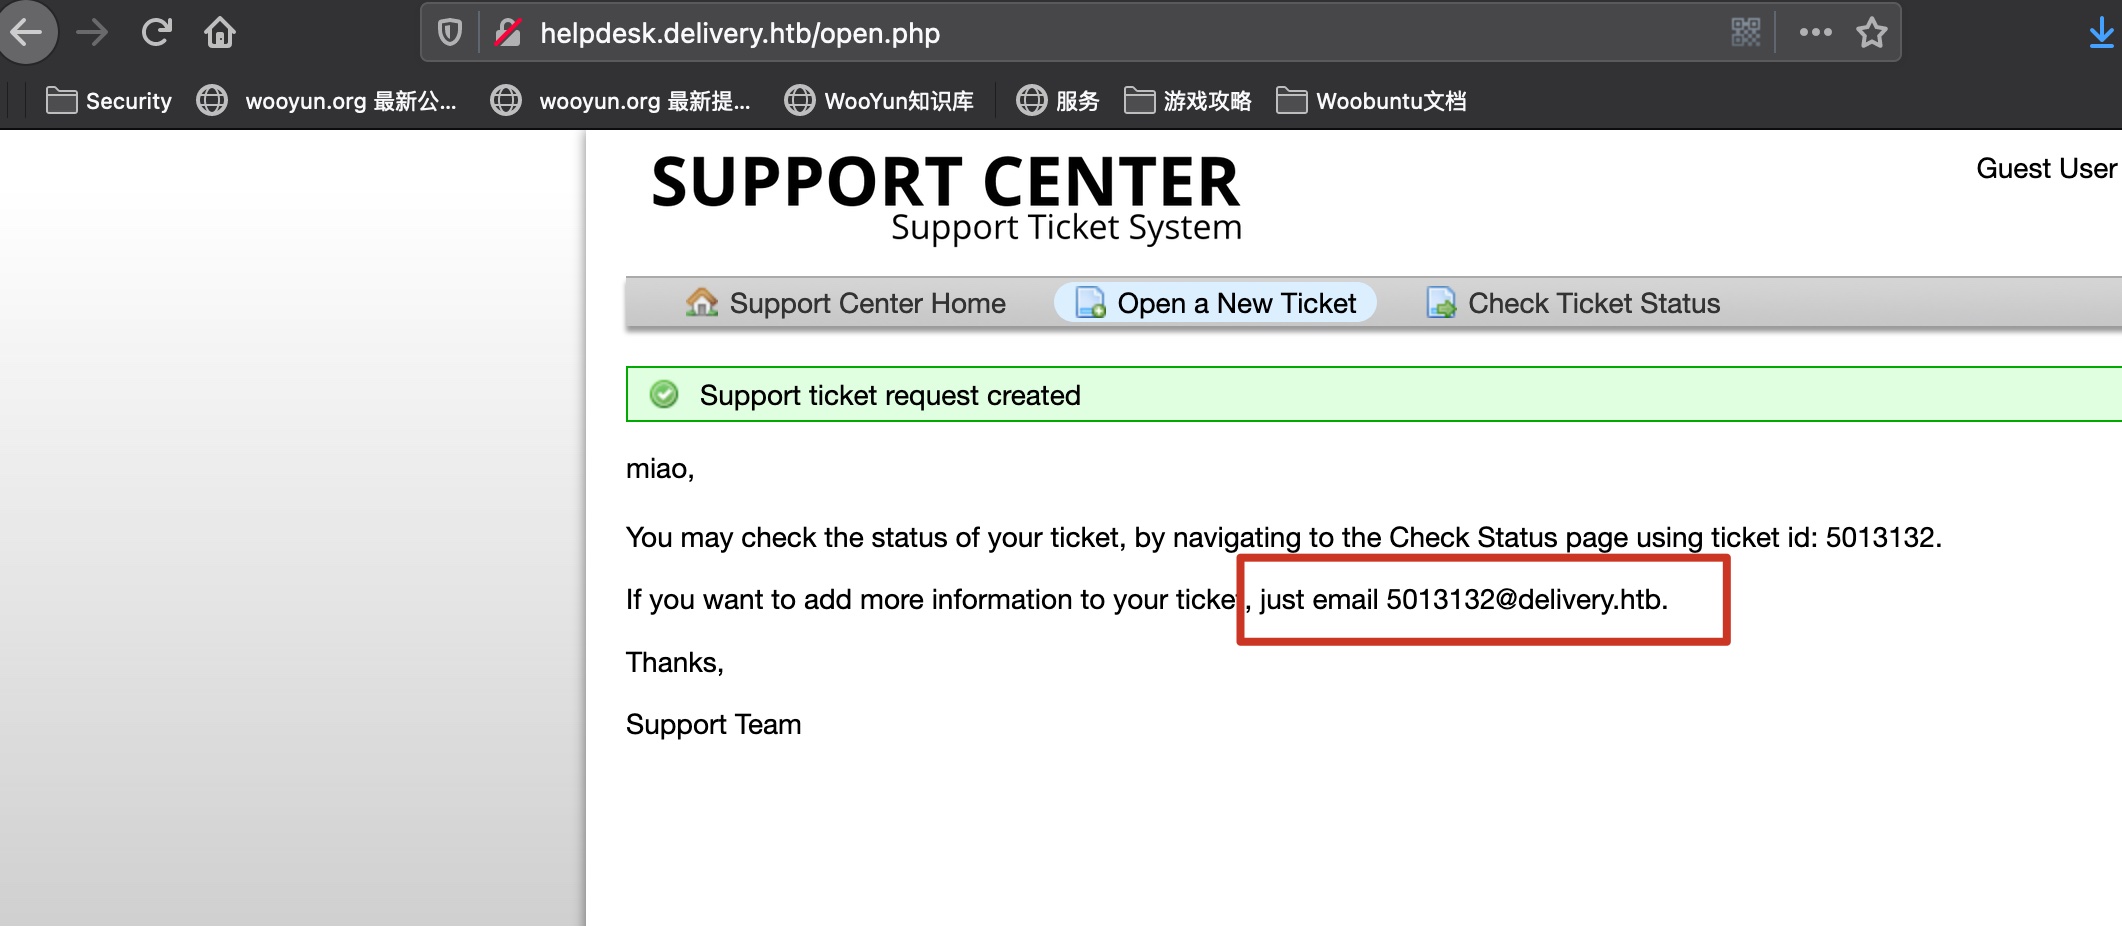 helpdesk.delivery.htb/open.php
Security wooyun.org 最新公... wooyun.org 最新提... WooYun知识库 服务 游戏攻略 Woobuntu文档
SUPPORT CENTER
Guest User
Support Ticket System
Support Center Home Open a New Ticket Check Ticket Status
Support ticket request created
miao,
You may check the status of your ticket, by navigating to the Check Status page using ticket id: 5013132.
If you want to add more information to your ticket, just email 5013132@delivery.htb.
Thanks,
Support Team